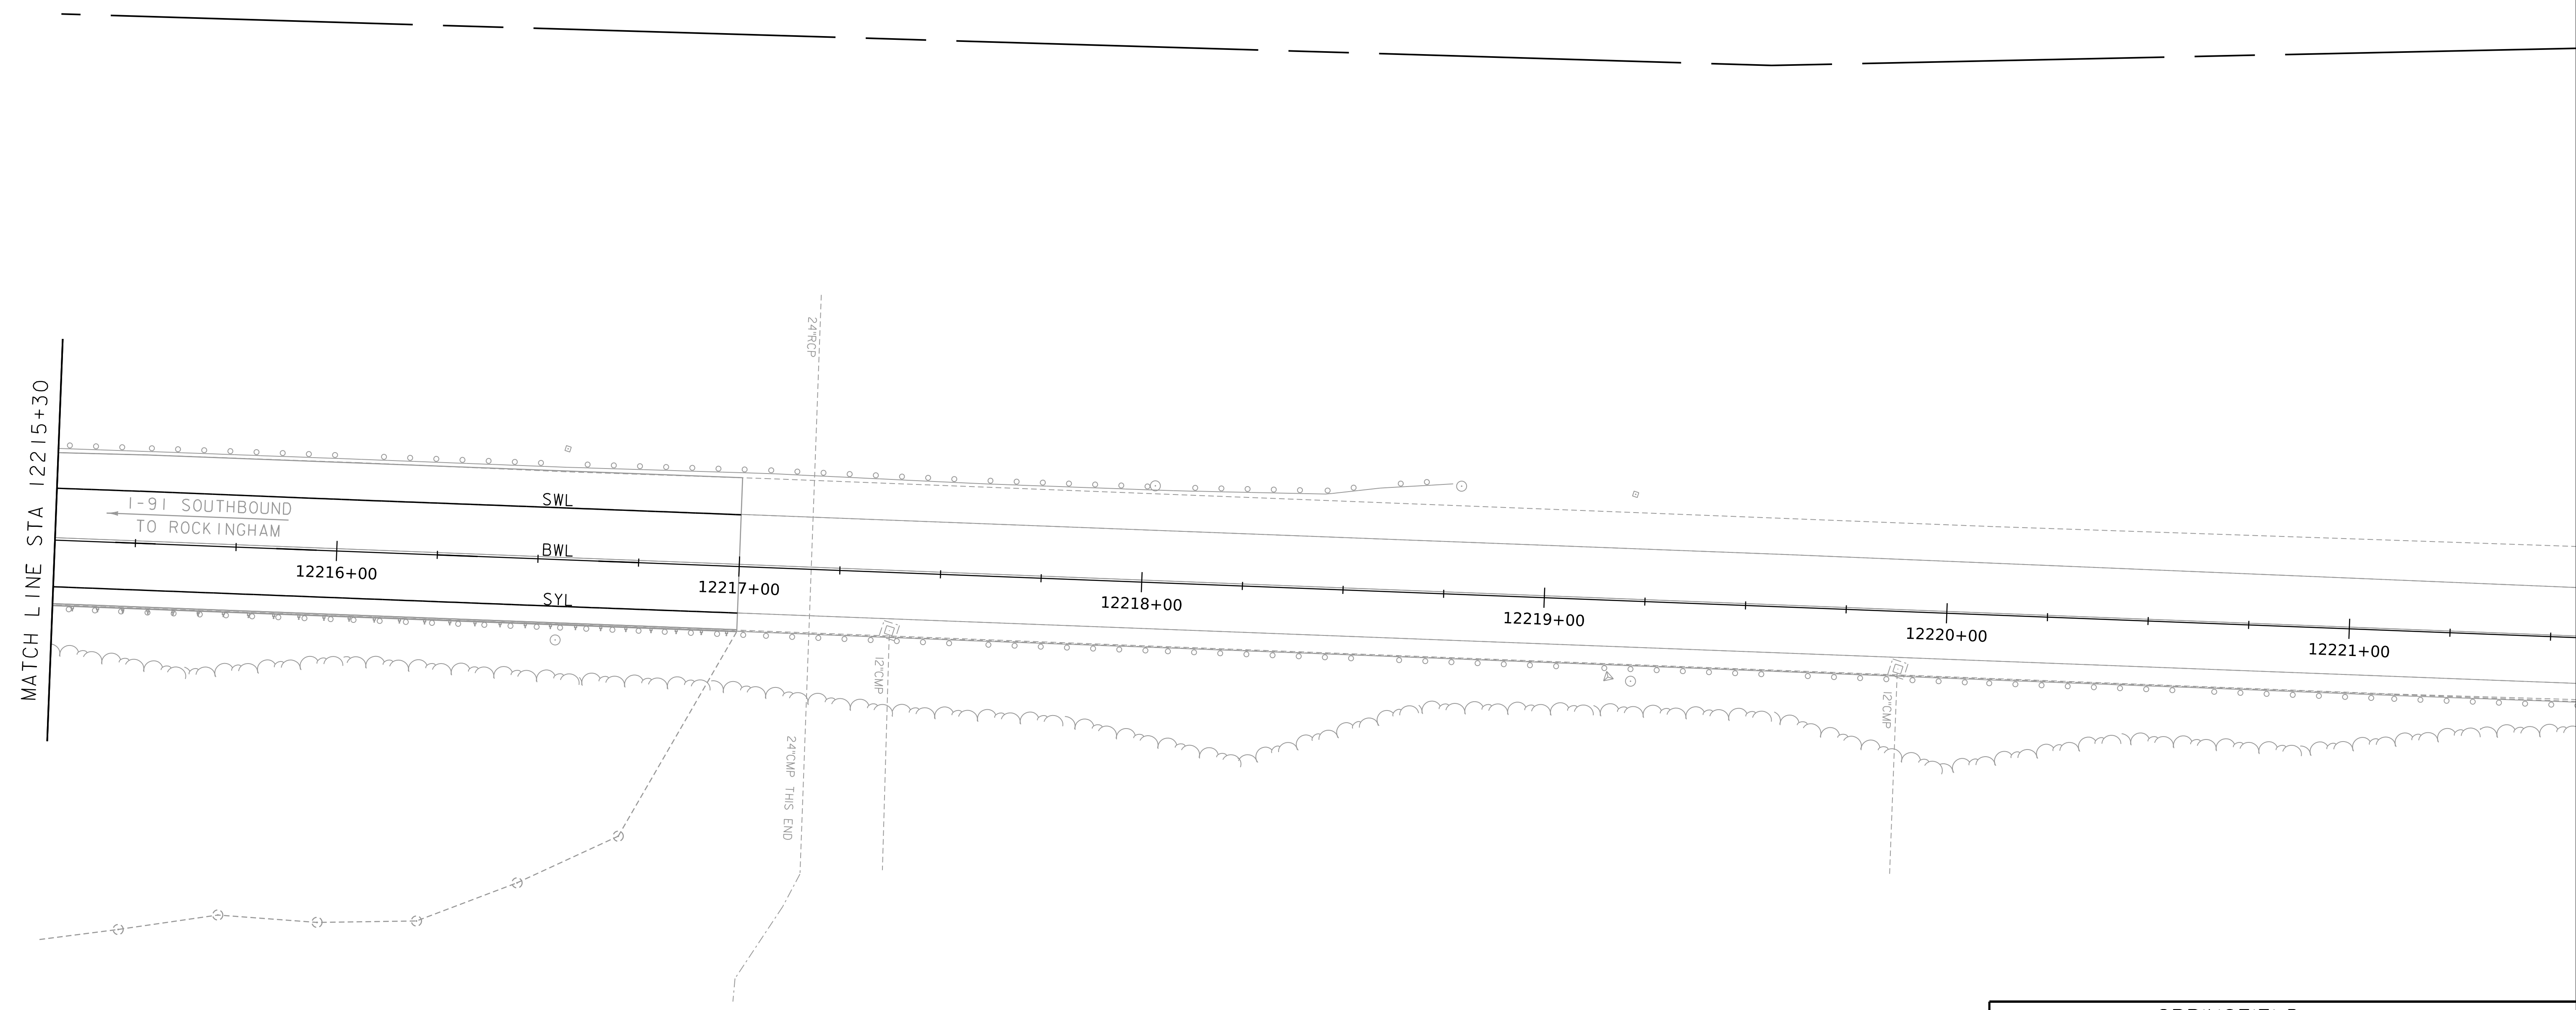 MATCH LINE STA 12215+30
24"RCP
SWL
I-91 SOUTHBOUND
TO ROCKINGHAM
BWL
12216+00
12217+00
12218+00
12219+00
12220+00
12221+00
SYL
12"CMP
12"CMP
24"CMP THIS END